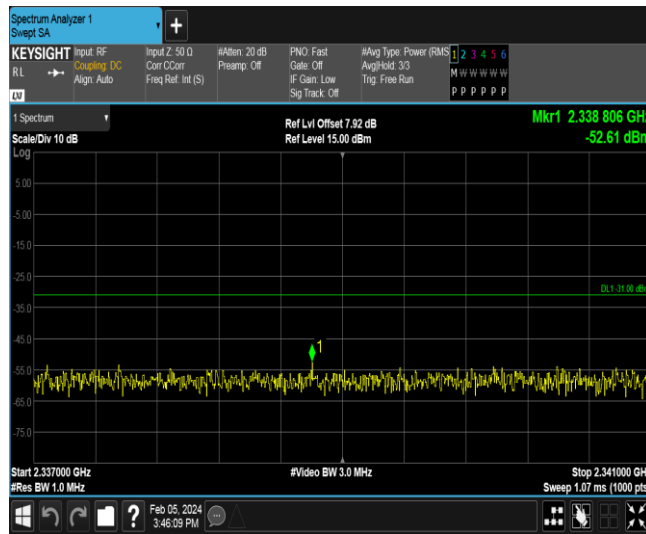 Spectrum Analyzer 1
Swept SA
+
KEYSIGHT
RL
LXI
Input: RF
Coupling: DC
Align: Auto
Input Z: 50 Ω
Corr CCorr
Freq Ref: Int (S)
#Atten: 20 dB
Preamp: Off
PNO: Fast
Gate: Off
IF Gain: Low
Sig Track: Off
#Avg Type: Power (RMS
Avg|Hold: 3/3
Trig: Free Run
1 2 3 4 5 6
M W W W W W
P P P P P P
1 Spectrum
Scale/Div 10 dB
Log
Ref Lvl Offset 7.92 dB
Ref Level 15.00 dBm
Mkr1 2.338 806 GHz
-52.61 dBm
5.00
-5.00
-15.0
-25.0
-35.0
-45.0
-55.0
-65.0
-75.0
DL1 -31.00 dBm
1
Start 2.337000 GHz
#Res BW 1.0 MHz
#Video BW 3.0 MHz
Stop 2.341000 GHz
Sweep 1.07 ms (1000 pts)
?
Feb 05, 2024
3:46:09 PM